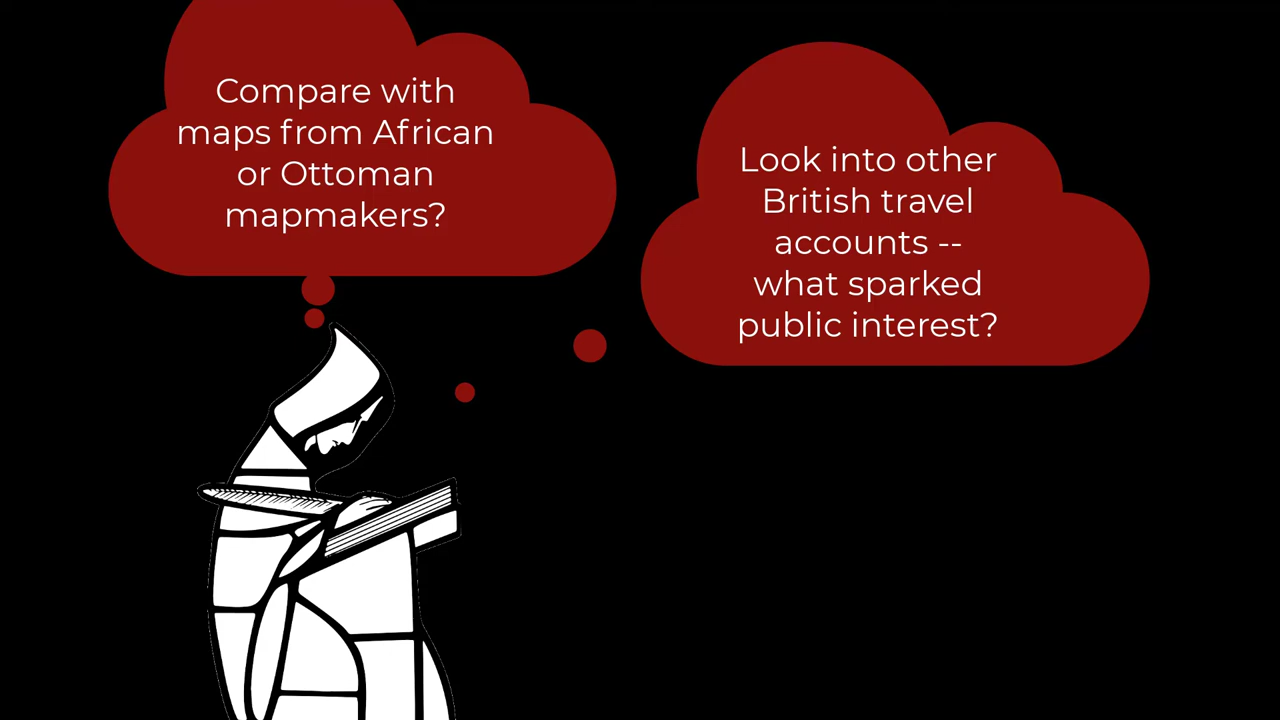 Compare with
maps from African
or Ottoman
mapmakers?
Look into other
British travel
accounts --
what sparked
public interest?